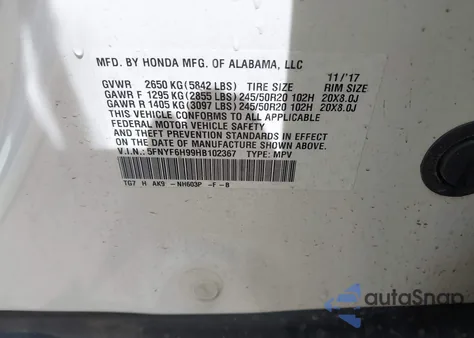 MFD. BY HONDA MFG. OF ALABAMA, LLC
11/'17
GVWR 2650 KG(5842 LBS) TIRE SIZE RIM SIZE
GAWR F 1295 KG(2855 LBS)245/50R20 102H 20X8.0J
GAWR R 1405 KG(3097 LBS)245/50R20 102H 20X8.0J
THIS VEHICLE CONFORMS TO ALL APPLICABLE
FEDERAL MOTOR VEHICLE SAFETY
AND THEFT PREVENTION STANDARDS IN EFFECT
ON THE DATE OF MANUFACTURE SHOWN ABOVE.
V.I.N.: 5FNYF6H99HB102367 TYPE: MPV
1G7 H AK9 -NH603P -F -B
autoSnap